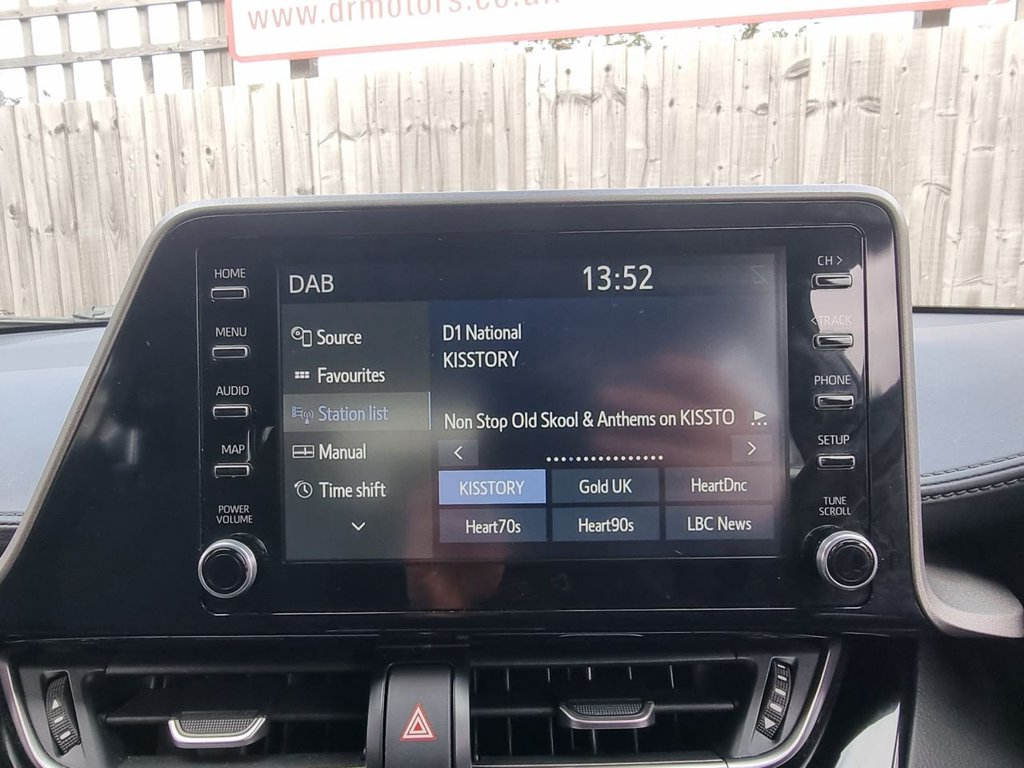 www.drmotors.co.uk
HOME
MENU
AUDIO
MAP
POWER
VOLUME
DAB
13:52
Source
Favourites
Station list
Manual
Time shift
D1 National
KISSTORY
Non Stop Old Skool & Anthems on KISSTO
KISSTORY
Gold UK
HeartDnc
Heart70s
Heart90s
LBC News
CH >
< TRACK
PHONE
SETUP
TUNE
SCROLL